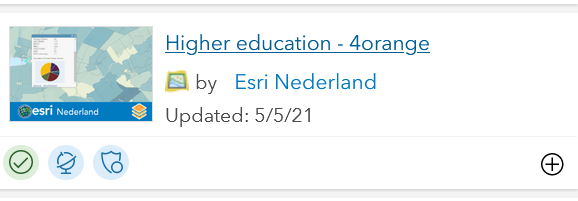 Higher education - 4orange
by Esri Nederland
Updated: 5/5/21
esri Nederland